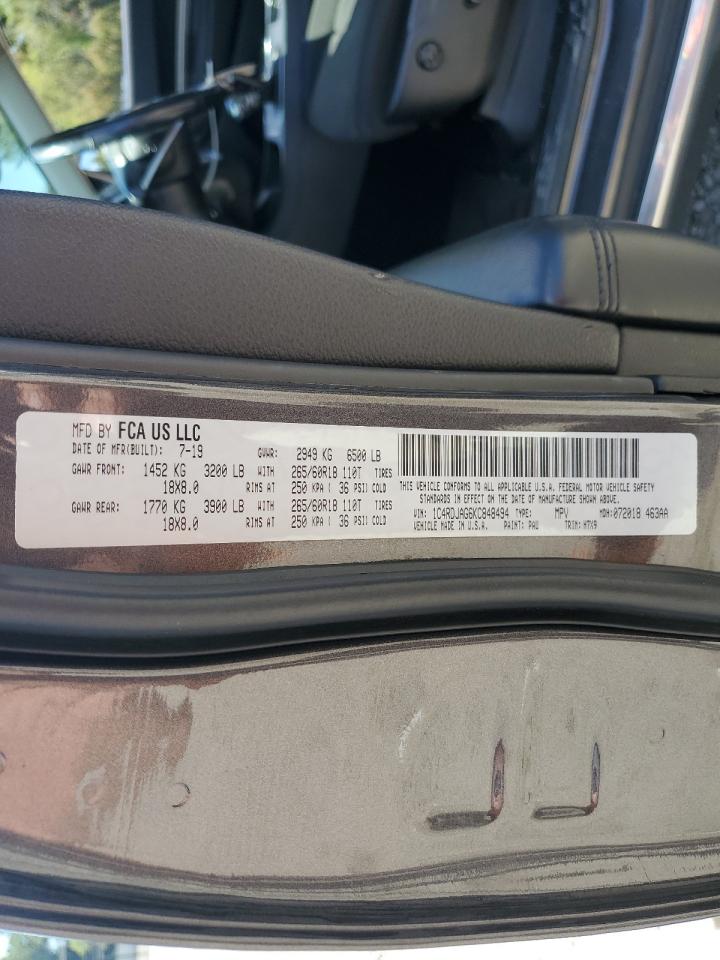 MFD BY FCA US LLC
DATE OF MFR(BUILT): 7-19 GVWR: 2949 KG 6500 LB
GAWR FRONT: 1452 KG 3200 LB WITH 265/60R18 110T TIRES
18X8.0 RIMS AT 250 KPA ( 36 PSI) COLD
GAWR REAR: 1770 KG 3900 LB WITH 265/60R18 110T TIRES
18X8.0 RIMS AT 250 KPA ( 36 PSI) COLD
THIS VEHICLE CONFORMS TO ALL APPLICABLE U.S.A. FEDERAL MOTOR VEHICLE SAFETY
STANDARDS IN EFFECT ON THE DATE OF MANUFACTURE SHOWN ABOVE.
VIN: 1C4RDJAG6KC848494 TYPE: MPV MDH: 072018 463AA
VEHICLE MADE IN U.S.A. PAINT: PAU TRIM: H7X9